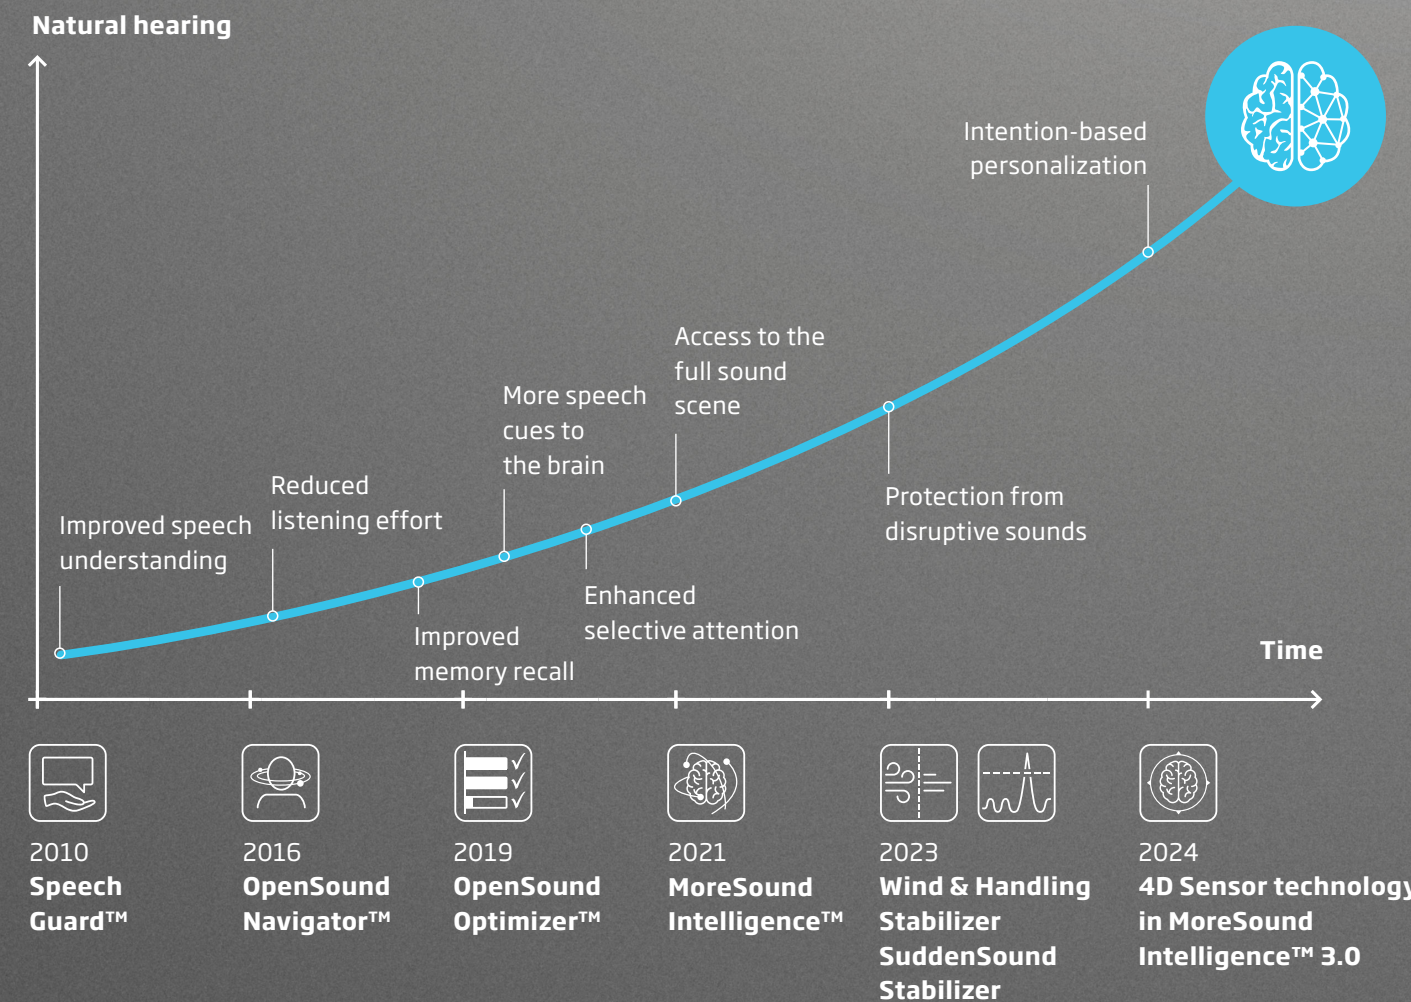 Natural hearing
Intention-based
personalization
Access to the
full sound
scene
More speech
cues to
the brain
Reduced
listening effort
Improved speech
understanding
Protection from
disruptive sounds
Enhanced
selective attention
Improved
memory recall
Time
2010
Speech
Guard™
2016
OpenSound
Navigator™
2019
OpenSound
Optimizer™
2021
MoreSound
Intelligence™
2023
Wind & Handling
Stabilizer
SuddenSound
Stabilizer
2024
4D Sensor technology
in MoreSound
Intelligence™ 3.0